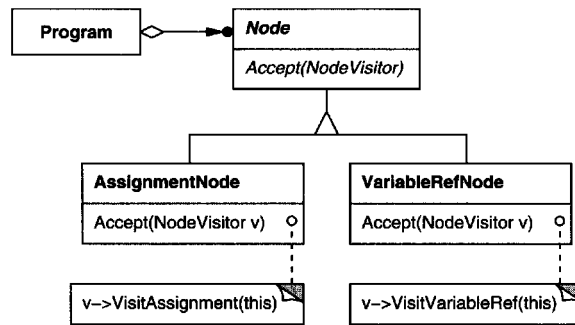 Program
Node
Accept(NodeVisitor)
AssignmentNode
Accept(NodeVisitor v)
VariableRefNode
Accept(NodeVisitor v)
v–>VisitAssignment(this)
v–>VisitVariableRef(this)